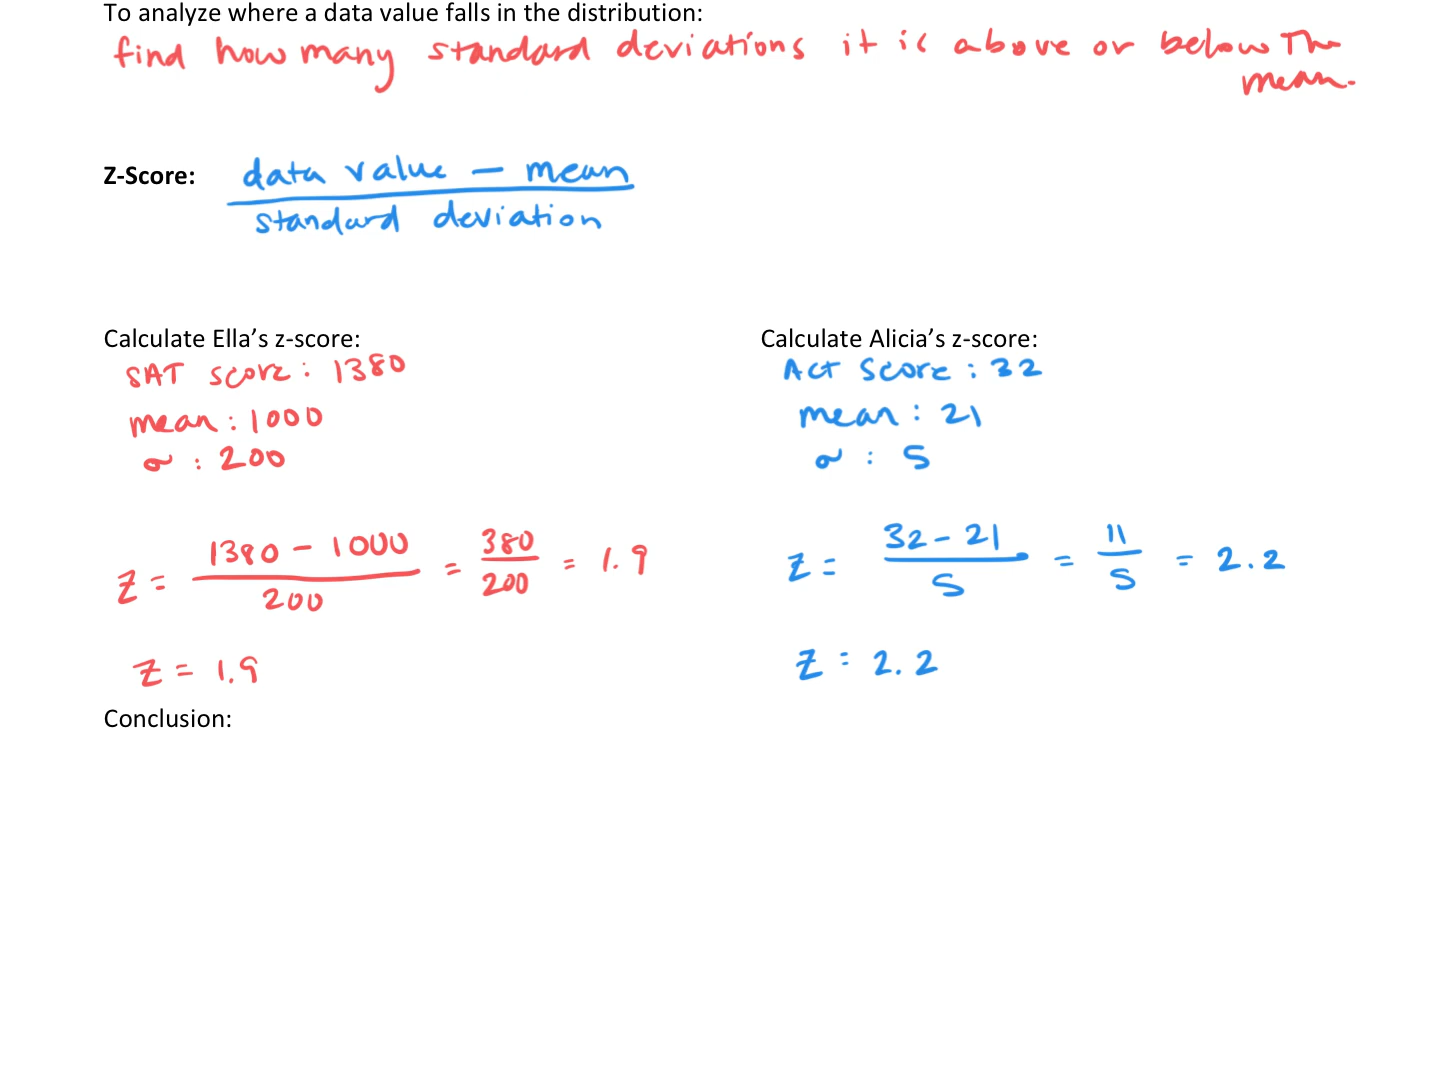 To analyze where a data value falls in the distribution:
find how many standard deviations it is above or below The
mean.
Z-Score:
data value – mean
standard deviation
Calculate Ella's z-score:
SAT score : 1380
mean : 1000
σ : 200
z = 1380 – 1000 / 200 = 380 / 200 = 1.9
z = 1.9
Calculate Alicia's z-score:
ACT Score : 32
mean : 21
σ : 5
z = 32 – 21 / 5 = 11 / 5 = 2.2
z = 2.2
Conclusion: